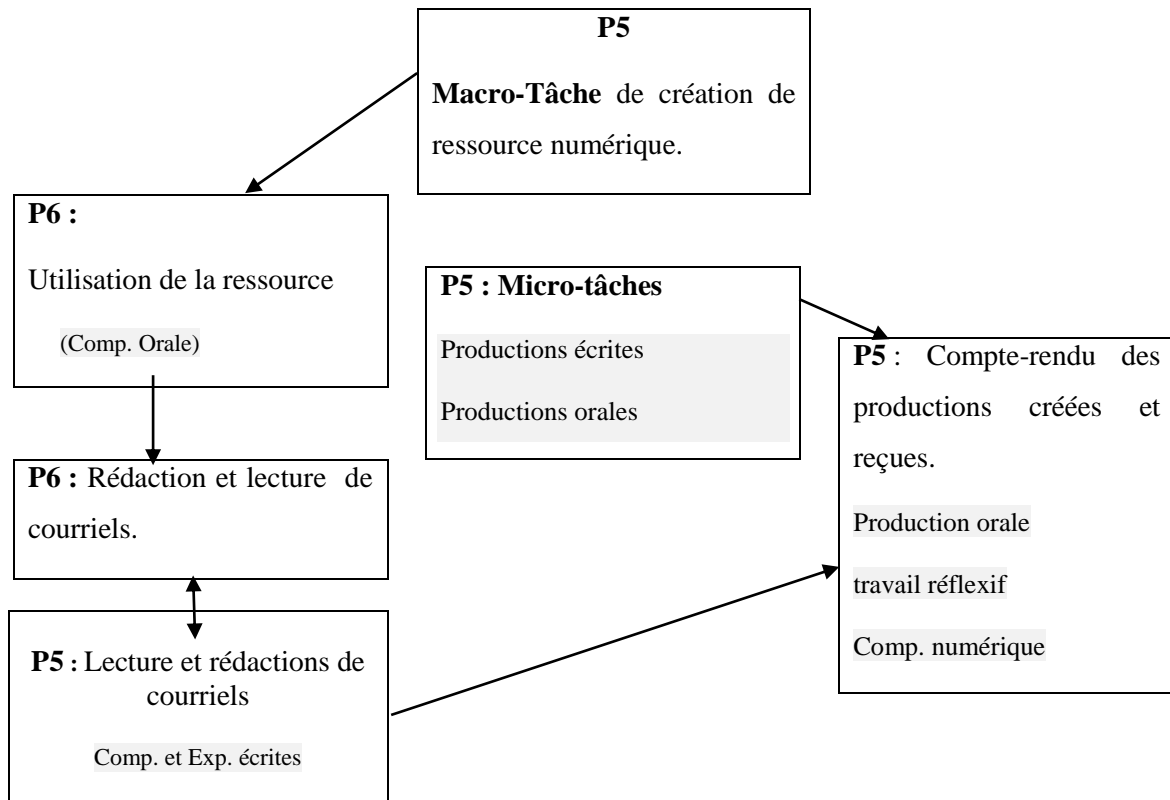 P5
Macro-Tâche de création de
ressource numérique.
P6 :
Utilisation de la ressource
(Comp. Orale)
P5 : Micro-tâches
Productions écrites
Productions orales
P5 : Compte-rendu des
productions créées et
reçues.
Production orale
travail réflexif
Comp. numérique
P6 : Rédaction et lecture de
courriels.
P5 : Lecture et rédactions de
courriels
Comp. et Exp. écrites